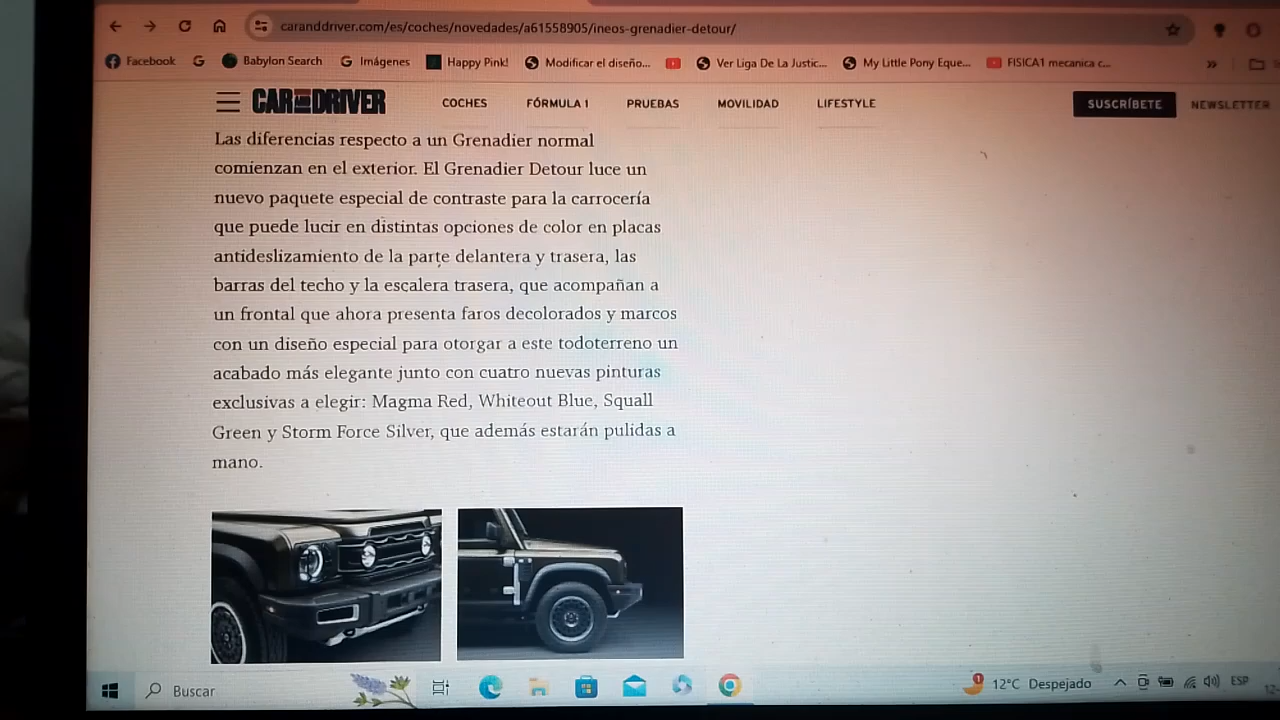 caranddriver.com/es/coches/novedades/a61558905/ineos-grenadier-detour/
Facebook G Babylon Search G Imágenes Happy Pink! Modificar el diseño... Ver Liga De La Justic... My Little Pony Eque... FISICA1 mecanica c... »
CAR AND DRIVER COCHES FÓRMULA 1 PRUEBAS MOVILIDAD LIFESTYLE SUSCRÍBETE NEWSLETTER
Las diferencias respecto a un Grenadier normal
comienzan en el exterior. El Grenadier Detour luce un
nuevo paquete especial de contraste para la carrocería
que puede lucir en distintas opciones de color en placas
antideslizamiento de la parte delantera y trasera, las
barras del techo y la escalera trasera, que acompañan a
un frontal que ahora presenta faros decolorados y marcos
con un diseño especial para otorgar a este todoterreno un
acabado más elegante junto con cuatro nuevas pinturas
exclusivas a elegir: Magma Red, Whiteout Blue, Squall
Green y Storm Force Silver, que además estarán pulidas a
mano.
Buscar 1 12°C Despejado ESP